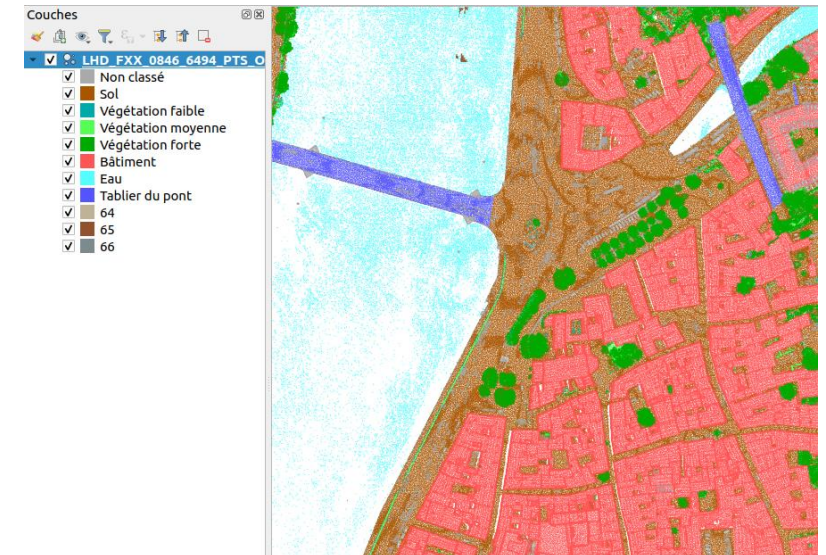 Couches
LHD_FXX_0846_6494_PTS_O
Non classé
Sol
Végétation faible
Végétation moyenne
Végétation forte
Bâtiment
Eau
Tablier du pont
64
65
66